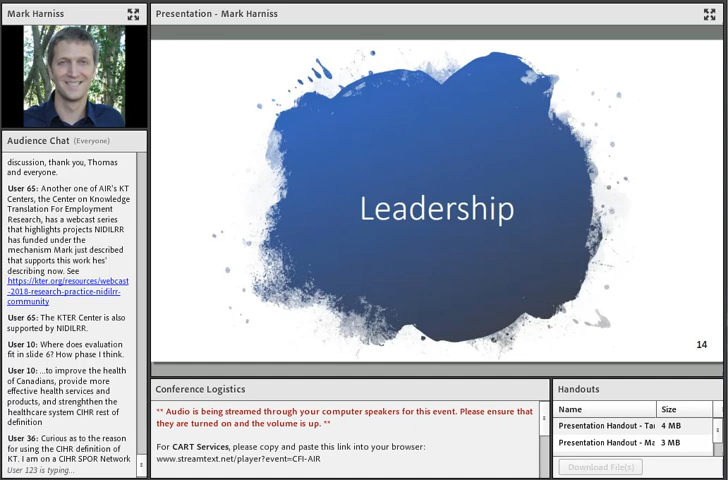 Mark Harniss
Presentation - Mark Harniss
Audience Chat (Everyone)
discussion, thank you, Thomas
and everyone.
User 65: Another one of AIR's KT
Centers, the Center on Knowledge
Translation For Employment
Research, has a webcast series
that highlights projects NIDILRR
has funded under the
mechanism Mark just described
that supports this work hes'
describing now. See
https://kter.org/resources/webcast
-2018-research-practice-nidilrr-
community
User 65: The KTER Center is also
supported by NIDILRR.
User 10: Where does evaluation
fit in slide 6? How phase I think.
User 10: ...to improve the health
of Canadians, provide more
effective health services and
products, and strenghthen the
healthcare system CIHR rest of
definition
User 36: Curious as to the reason
for using the CIHR definition of
KT. I am on a CIHR SPOR Network
User 123 is typing...
Leadership
14
Conference Logistics
** Audio is being streamed through your computer speakers for this event. Please ensure that
they are turned on and the volume is up. **
For CART Services, please copy and paste this link into your browser:
www.streamtext.net/player?event=CFI-AIR
Handouts
Name Size
Presentation Handout - Ta 4 MB
Presentation Handout - Ma 3 MB
Download File(s)